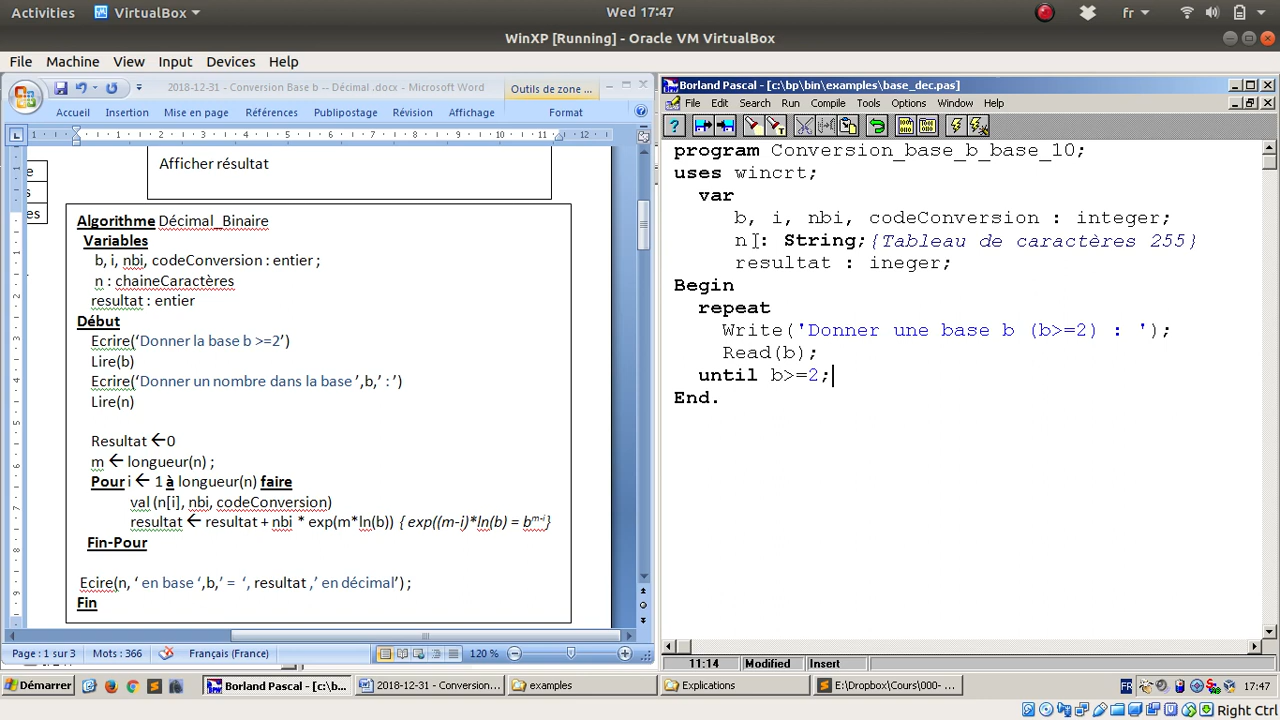 Activities VirtualBox Wed 17:47 fr
WinXP [Running] - Oracle VM VirtualBox
File Machine View Input Devices Help
2018-12-31 - Conversion Base b -- Décimal .docx - Microsoft Word Outils de zone ...
Accueil Insertion Mise en page Références Publipostage Révision Affichage Format
Afficher résultat
Algorithme Décimal_Binaire
Variables
b, i, nbi, codeConversion : entier ;
n : chaineCaractères
resultat : entier
Début
Ecrire(‘Donner la base b >=2’)
Lire(b)
Ecrire(‘Donner un nombre dans la base ’,b,’ :’)
Lire(n)
Resultat ←0
m ← longueur(n) ;
Pour i ← 1 à longueur(n) faire
val (n[i], nbi, codeConversion)
resultat ← resultat + nbi * exp(m*ln(b)) { exp((m-i)*ln(b) = bᵐ⁻ⁱ}
Fin-Pour
Ecire(n, ‘ en base ‘,b,’ = ‘, resultat ,’ en décimal’) ;
Fin
Page : 1 sur 3 Mots : 366 Français (France) 120 %
Borland Pascal - [c:\bp\bin\examples\base_dec.pas]
File Edit Search Run Compile Tools Options Window Help
program Conversion_base_b_base_10;
uses wincrt;
var
b, i, nbi, codeConversion : integer;
n : String;{Tableau de caractères 255}
resultat : ineger;
Begin
repeat
Write('Donner une base b (b>=2) : ');
Read(b);
until b>=2;
End.
11:14 Modified Insert
Démarrer Borland Pascal - [c:\b... 2018-12-31 - Conversion... examples Explications E:\Dropbox\Cours\000- ... FR 17:47
Right Ctrl